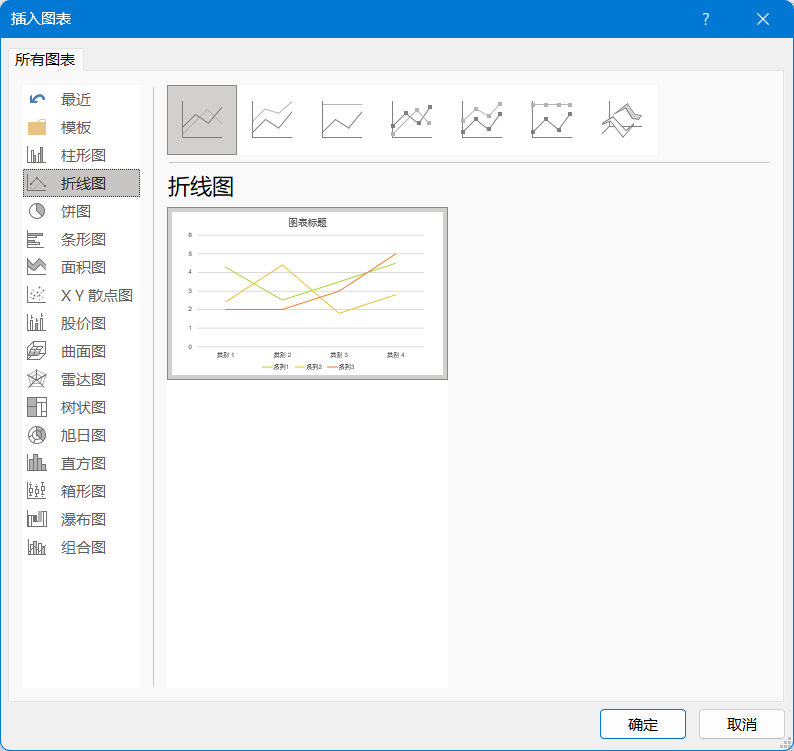 插入图表
?
所有图表
最近
模板
柱形图
折线图
饼图
条形图
面积图
X Y 散点图
股价图
曲面图
雷达图
树状图
旭日图
直方图
箱形图
瀑布图
组合图
折线图
图表标题
6
5
4
3
2
1
0
类别 1 类别 2 类别 3 类别 4
系列1 系列2 系列3
确定 取消